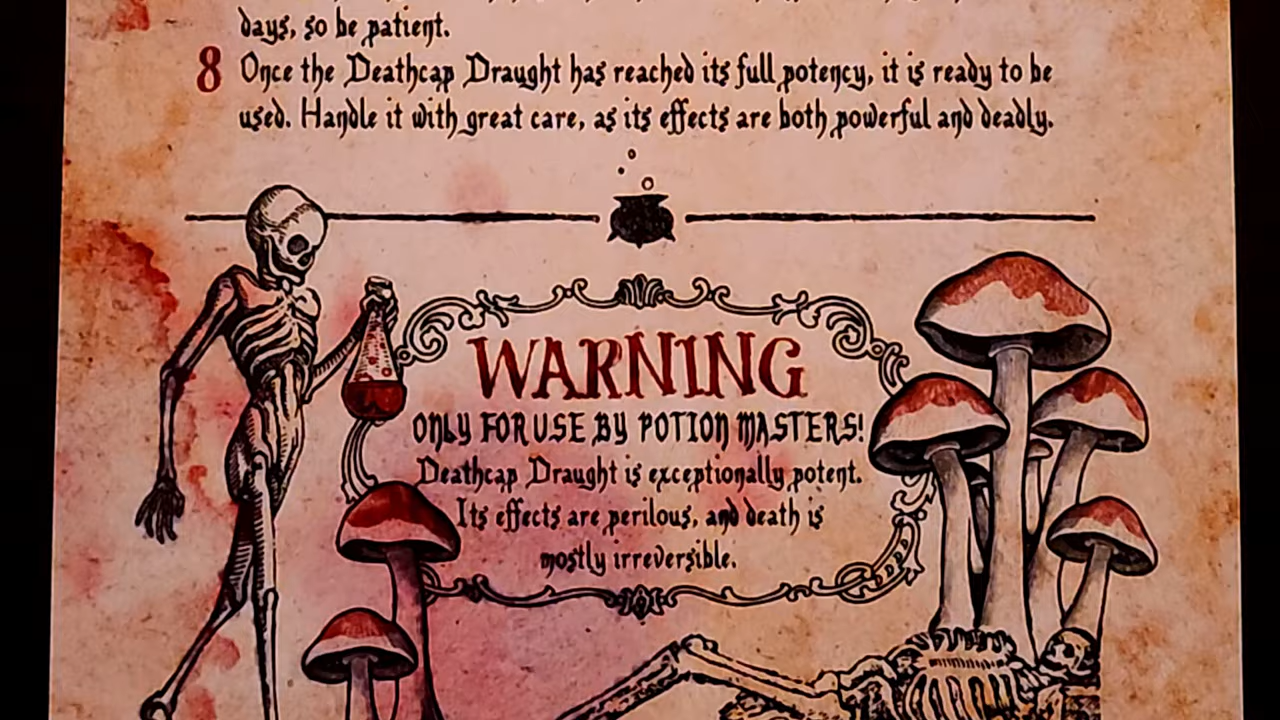 days, so be patient.
8 Once the Deathcap Draught has reached its full potency, it is ready to be
used. Handle it with great care, as its effects are both powerful and deadly.
WARNING
ONLY FOR USE BY POTION MASTERS!
Deathcap Draught is exceptionally potent.
Its effects are perilous, and death is
mostly irreversible.